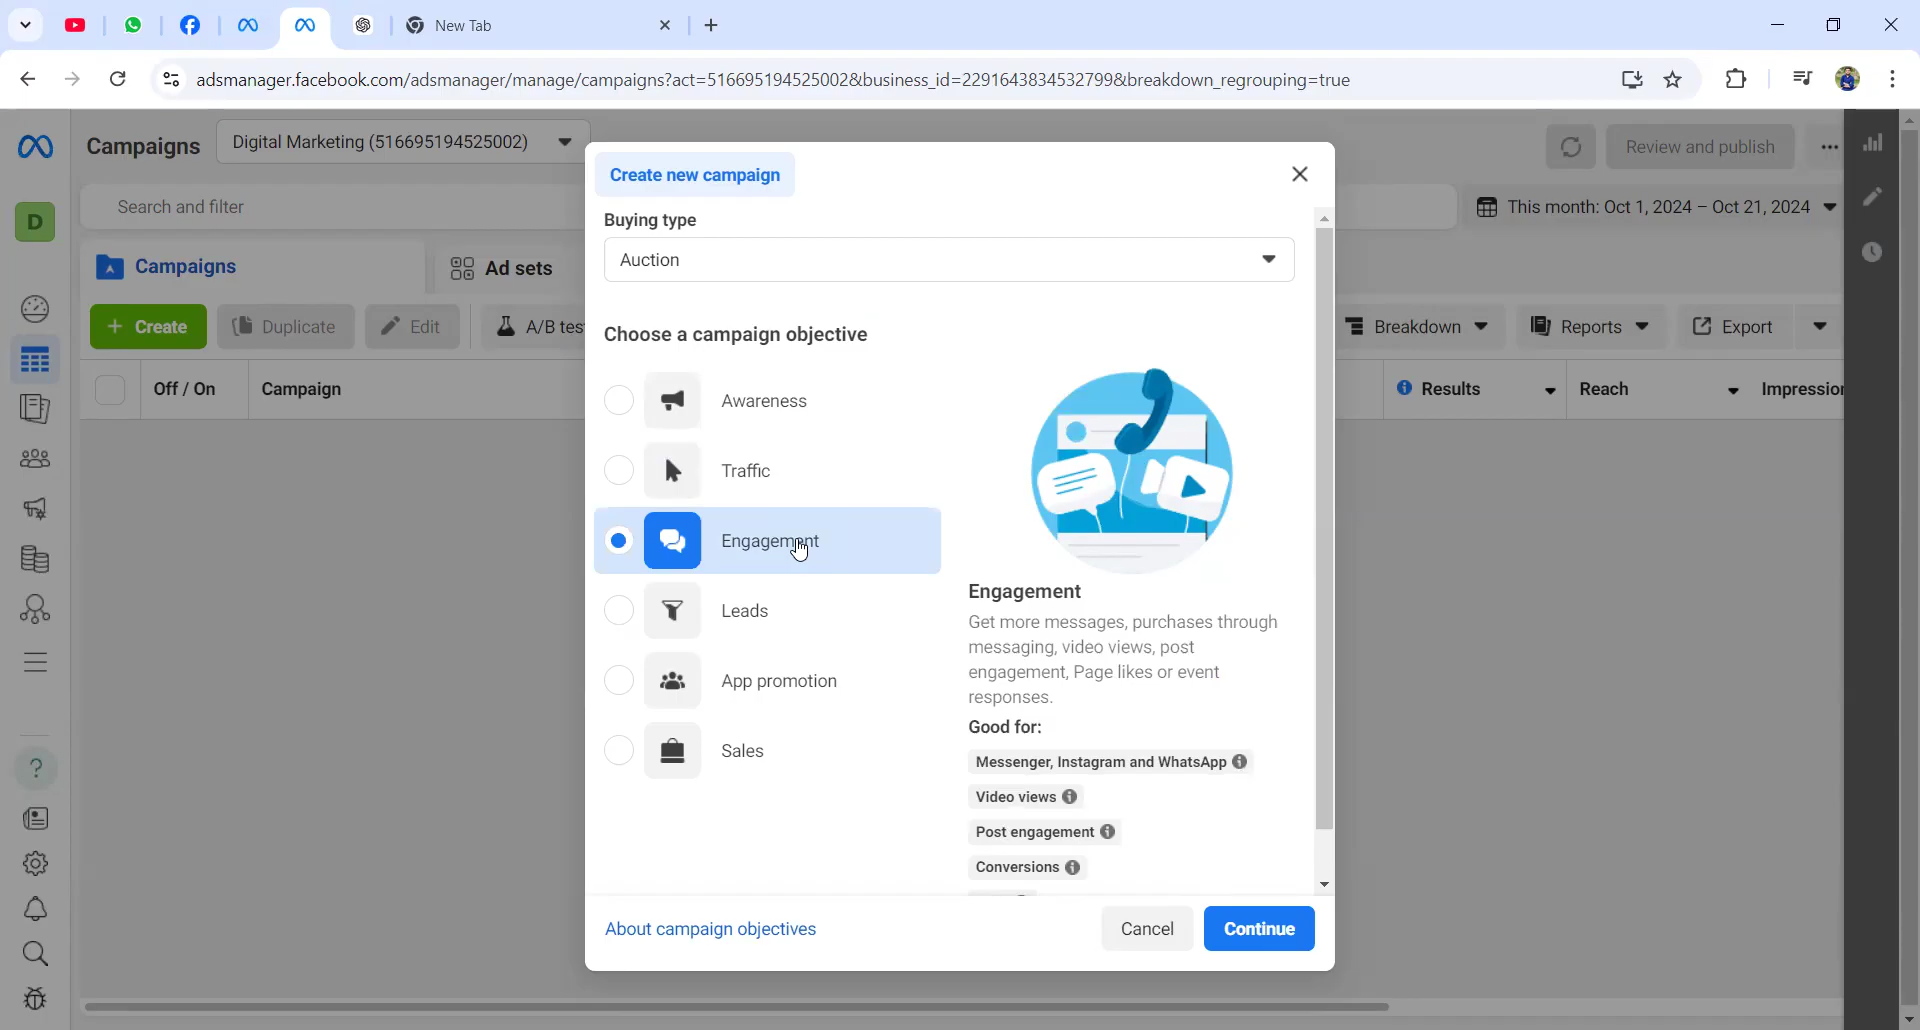 New Tab
adsmanager.facebook.com/adsmanager/manage/campaigns?act=516695194525002&business_id=2291643834532799&breakdown_regrouping=true
Campaigns
Digital Marketing (516695194525002)
Review and publish
Search and filter
This month: Oct 1, 2024 – Oct 21, 2024
D
Campaigns
Ad sets
+ Create
Duplicate
Edit
A/B tes
Breakdown
Reports
Export
Off / On
Campaign
Results
Reach
Impression
Create new campaign
Buying type
Auction
Choose a campaign objective
Awareness
Traffic
Engagement
Leads
App promotion
Sales
Engagement
Get more messages, purchases through
messaging, video views, post
engagement, Page likes or event
responses.
Good for:
Messenger, Instagram and WhatsApp
Video views
Post engagement
Conversions
About campaign objectives
Cancel
Continue